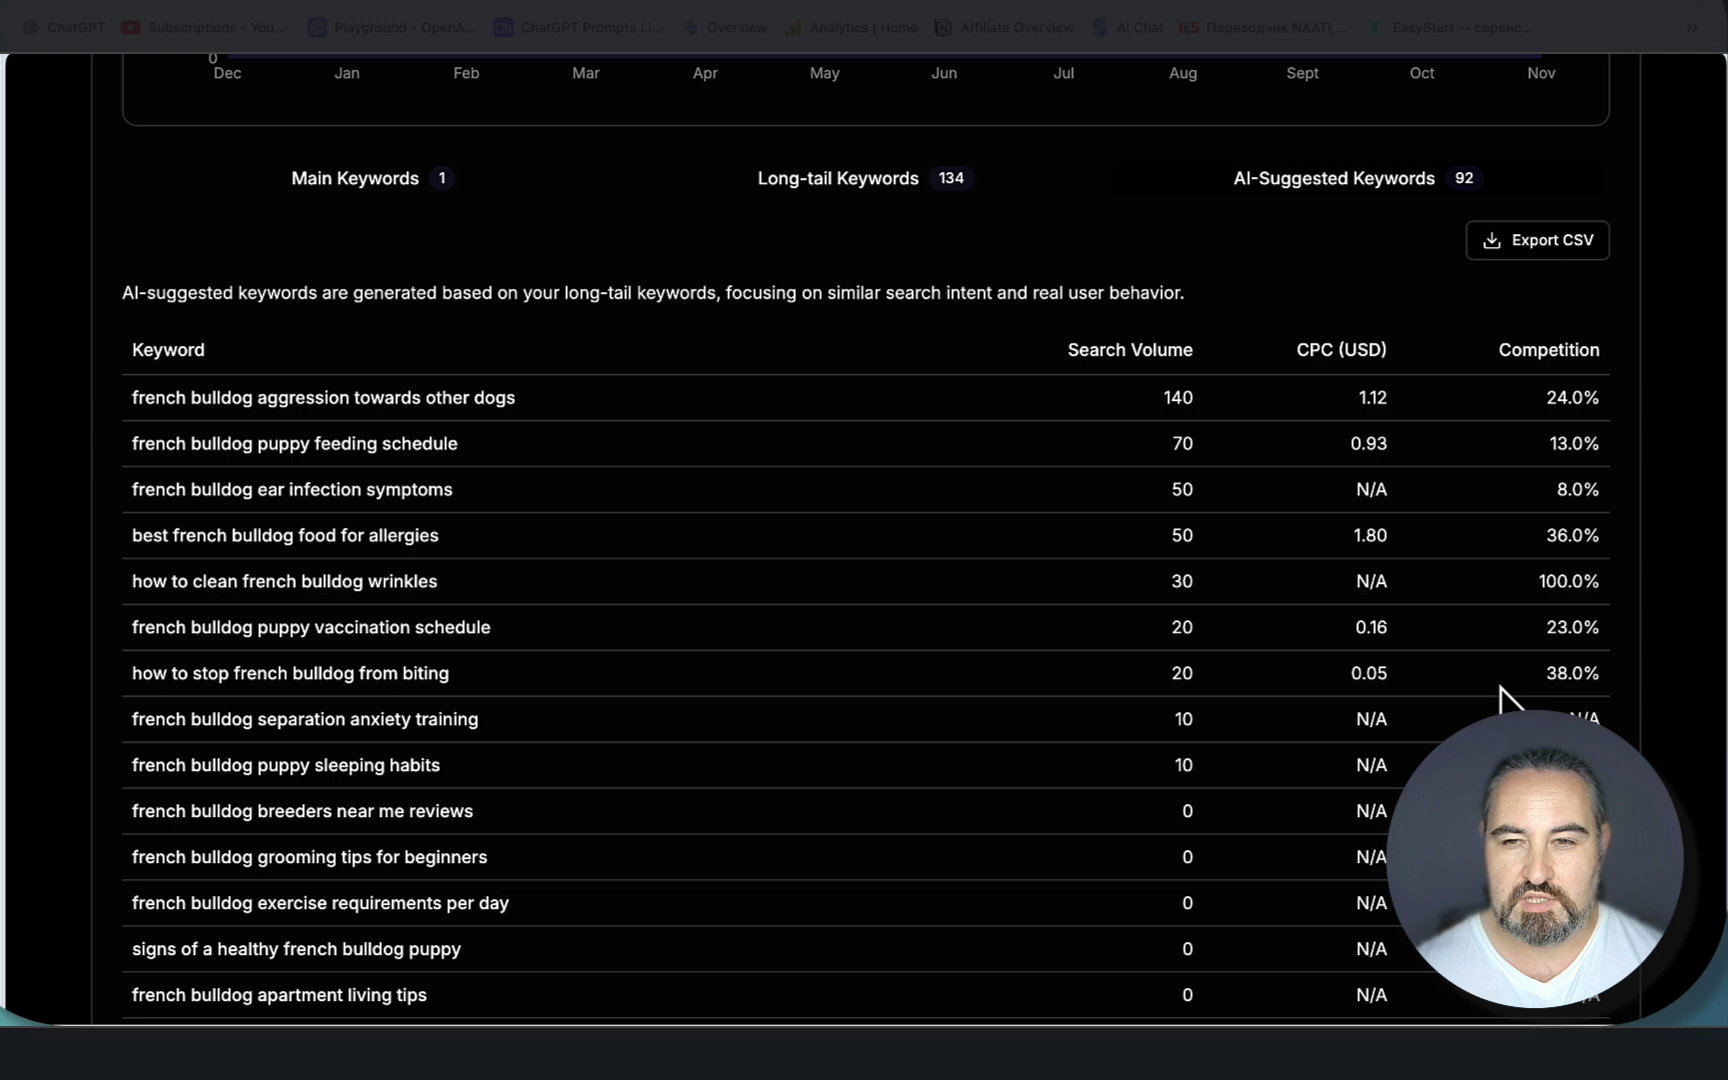 ChatGPT Subscriptions - You... Playground - OpenA... ChatGPT Prompts Li... Overview Analytics | Home Affiliate Overview AI Chat IES Переводчик NAATI,... E EasyStart — сервис... »
0
Dec Jan Feb Mar Apr May Jun Jul Aug Sept Oct Nov
Main Keywords 1 Long-tail Keywords 134 AI-Suggested Keywords 92
Export CSV
AI-suggested keywords are generated based on your long-tail keywords, focusing on similar search intent and real user behavior.
Keyword Search Volume CPC (USD) Competition
french bulldog aggression towards other dogs 140 1.12 24.0%
french bulldog puppy feeding schedule 70 0.93 13.0%
french bulldog ear infection symptoms 50 N/A 8.0%
best french bulldog food for allergies 50 1.80 36.0%
how to clean french bulldog wrinkles 30 N/A 100.0%
french bulldog puppy vaccination schedule 20 0.16 23.0%
how to stop french bulldog from biting 20 0.05 38.0%
french bulldog separation anxiety training 10 N/A N/A
french bulldog puppy sleeping habits 10 N/A
french bulldog breeders near me reviews 0 N/A
french bulldog grooming tips for beginners 0 N/A
french bulldog exercise requirements per day 0 N/A
signs of a healthy french bulldog puppy 0 N/A
french bulldog apartment living tips 0 N/A